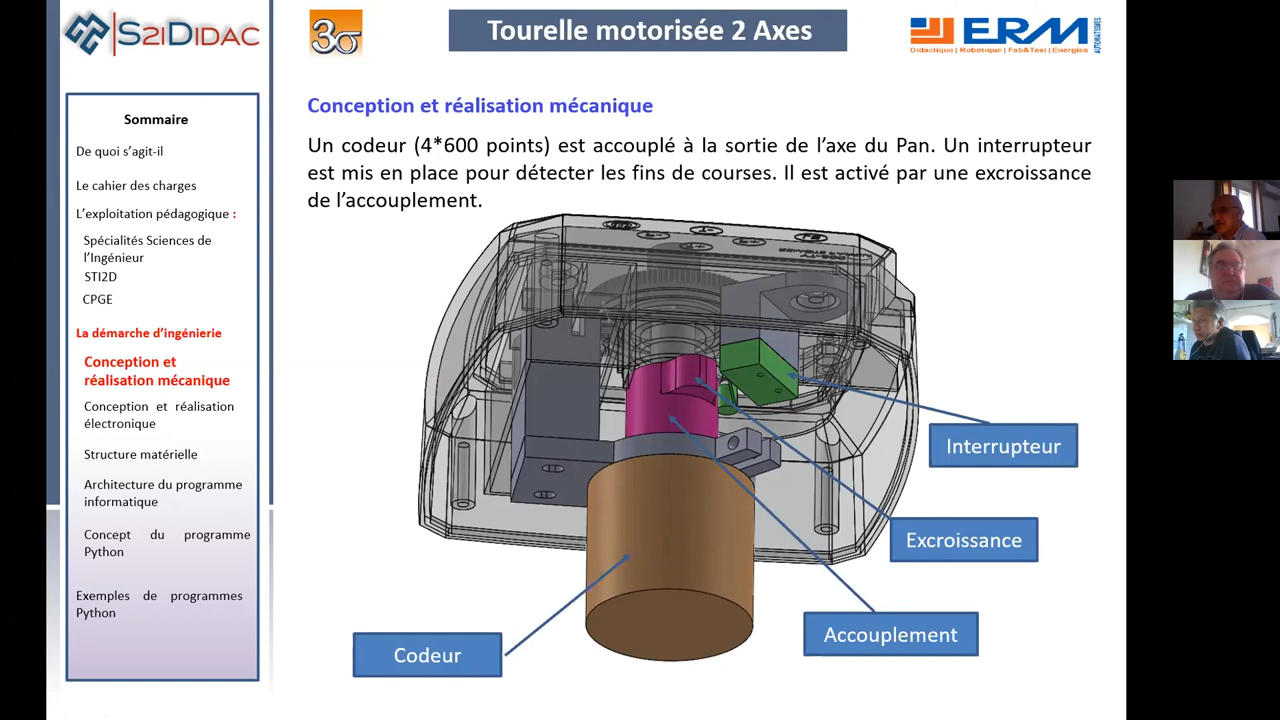 S2iDiDAC
3σ
Tourelle motorisée 2 Axes
ERM
AUTOMATISMES
Didactique | Robotique | Fab&Test | Energies
Sommaire
De quoi s’agit-il
Le cahier des charges
L’exploitation pédagogique :
Spécialités Sciences de
l’Ingénieur
STI2D
CPGE
La démarche d’ingénierie
Conception et
réalisation mécanique
Conception et réalisation
électronique
Structure matérielle
Architecture du programme
informatique
Concept du programme
Python
Exemples de programmes
Python
Conception et réalisation mécanique
Un codeur (4*600 points) est accouplé à la sortie de l’axe du Pan. Un interrupteur
est mis en place pour détecter les fins de courses. Il est activé par une excroissance
de l’accouplement.
Interrupteur
Excroissance
Accouplement
Codeur